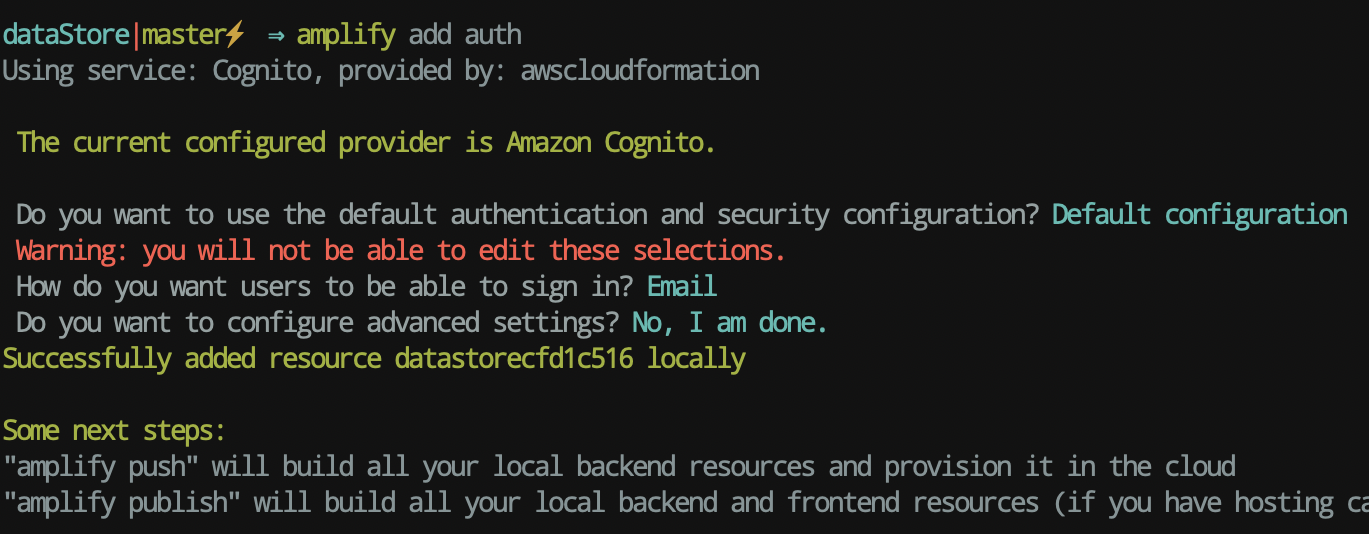 dataStore|master⚡ ⇒ amplify add auth
Using service: Cognito, provided by: awscloudformation
The current configured provider is Amazon Cognito.
Do you want to use the default authentication and security configuration? Default configuration
Warning: you will not be able to edit these selections.
How do you want users to be able to sign in? Email
Do you want to configure advanced settings? No, I am done.
Successfully added resource datastorecfd1c516 locally
Some next steps:
"amplify push" will build all your local backend resources and provision it in the cloud
"amplify publish" will build all your local backend and frontend resources (if you have hosting ca